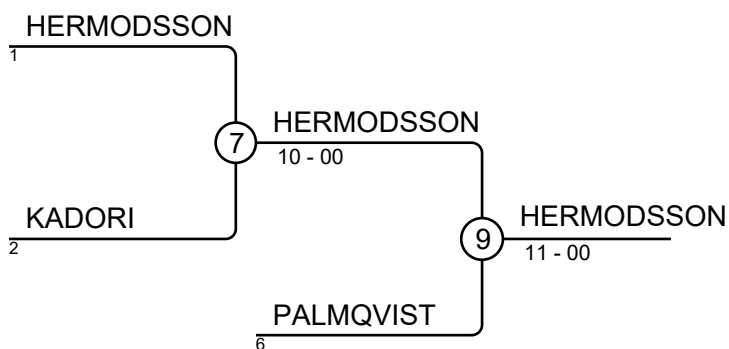 HERMODSSON
1
7
HERMODSSON
10 - 00
KADORI
2
9
HERMODSSON
11 - 00
PALMQVIST
6